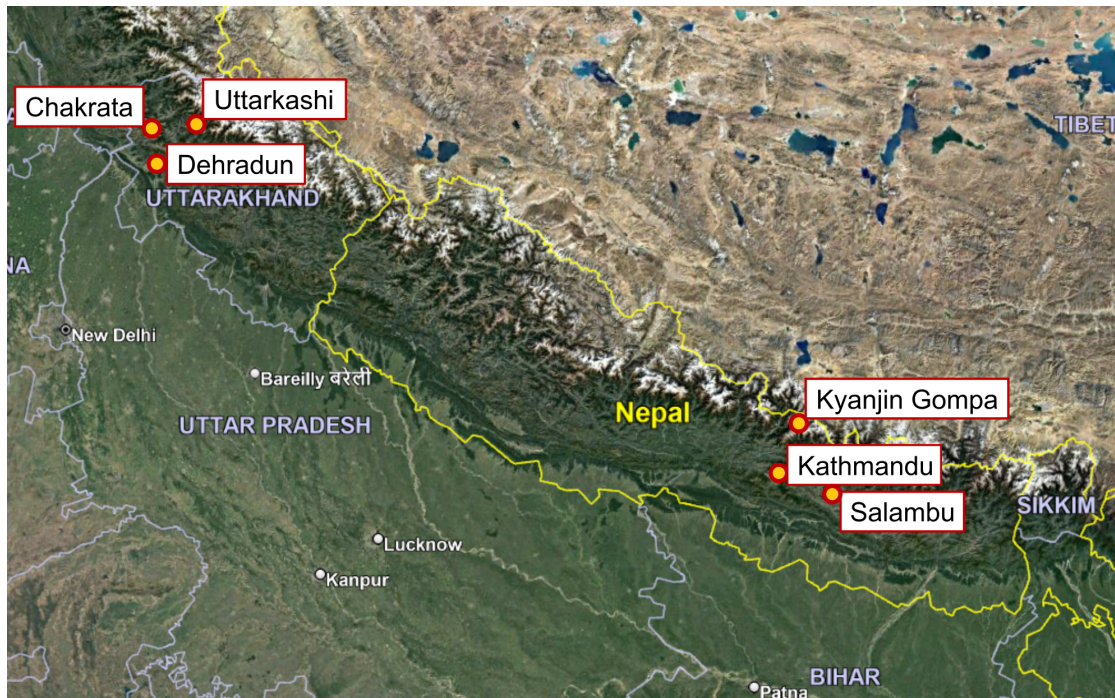 Uttarkashi
Chakrata
TIBET
Dehradun
UTTARAKHAND
NA
New Delhi
Bareilly बरेली
Kyanjin Gompa
Nepal
UTTAR PRADESH
Kathmandu
SIKKIM
Salambu
Lucknow
Kanpur
BIHAR
Patna